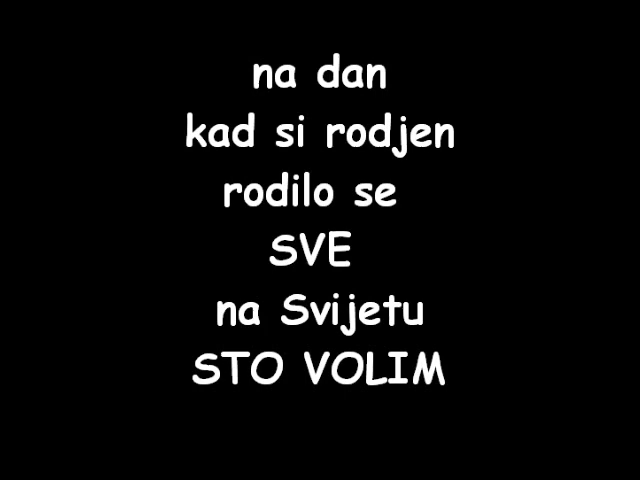 na dan
kad si rodjen
rodilo se
SVE
na Svijetu
STO VOLIM